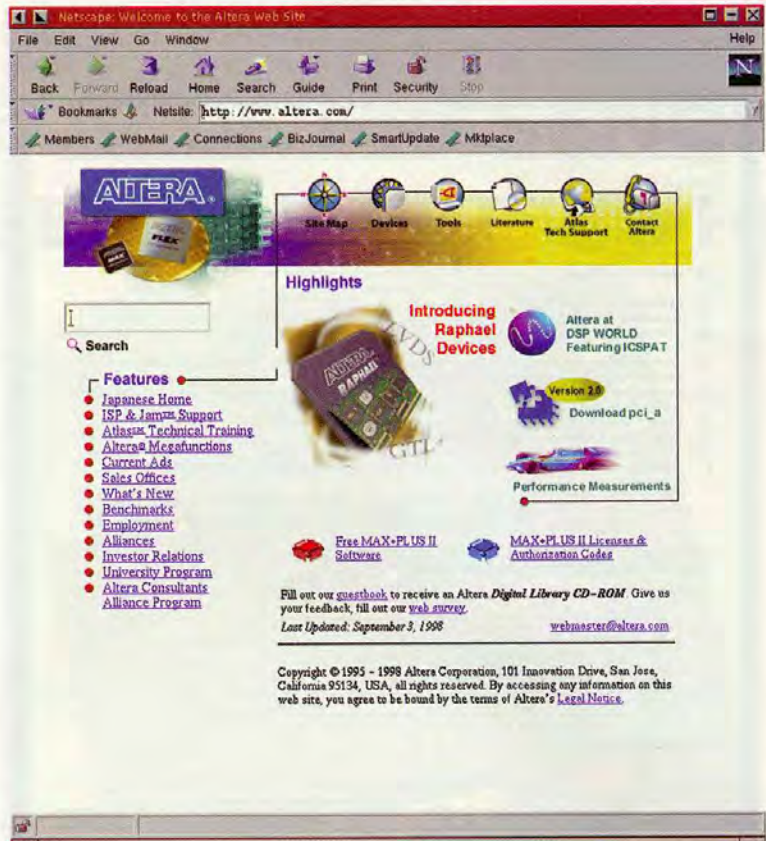 Netscape: Welcome to the Altera Web Site
File Edit View Go Window Help
Back Forward Reload Home Search Guide Print Security Stop
N
Bookmarks Netsite: http://www.altera.com/
Members WebMail Connections BizJournal SmartUpdate Mktplace
ALTERA®
FLEX
MAX
Site Map Devices Tools Literature Atlas Tech Support Contact Altera
Search
Features
Japanese Home
ISP & Jam™ Support
Atlas℠ Technical Training
Altera® Megafunctions
Current Ads
Sales Offices
What's New
Benchmarks
Employment
Alliances
Investor Relations
University Program
Altera Consultants
Alliance Program
Highlights
Introducing
Raphael
Devices
LVDS
ALTERA
RAPHAEL
GTL+
Altera at
DSP WORLD
Featuring ICSPAT
Version 2.0
Download pci_a
Performance Measurements
Free MAX+PLUS II
Software
MAX+PLUS II Licenses &
Authorization Codes
Fill out our guestbook to receive an Altera Digital Library CD-ROM. Give us
your feedback, fill out our web survey.
Last Updated: September 3, 1998 webmaster@altera.com
Copyright © 1995 - 1998 Altera Corporation, 101 Innovation Drive, San Jose,
California 95134, USA, all rights reserved. By accessing any information on this
web site, you agree to be bound by the terms of Altera's Legal Notice.